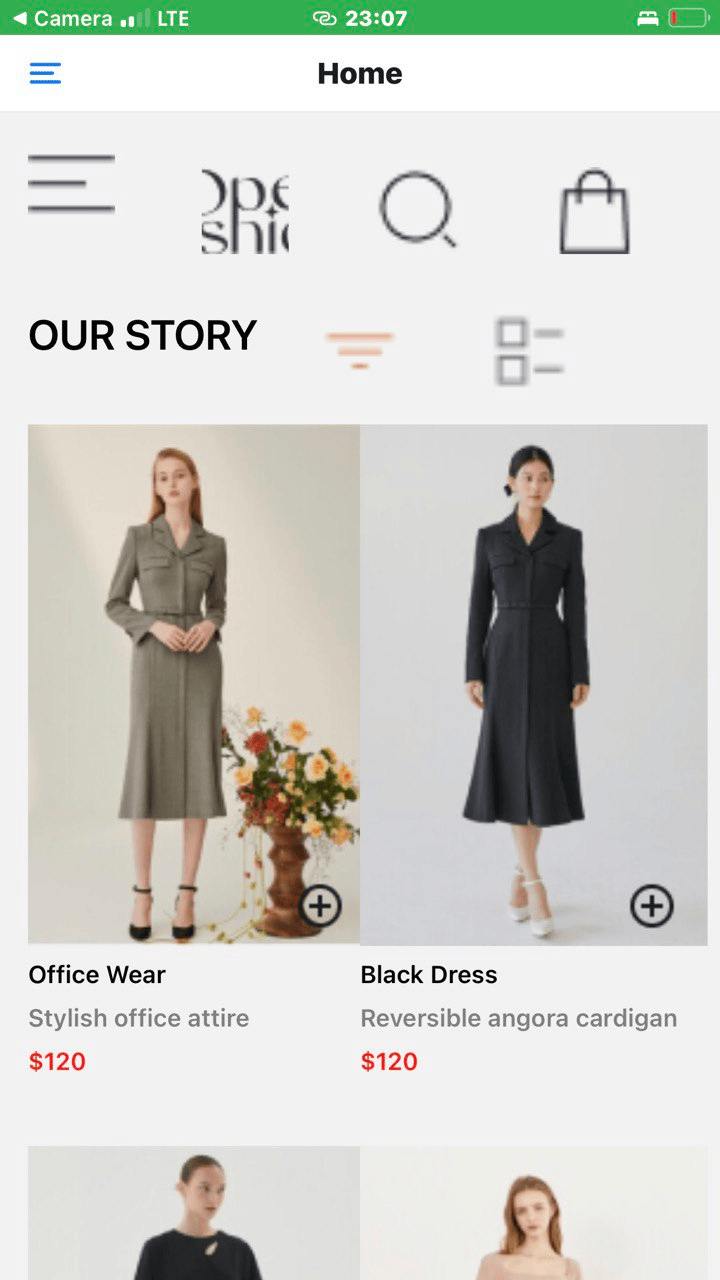 Camera LTE 23:07
Home
Ope
shi
OUR STORY
Office Wear
Black Dress
Stylish office attire
Reversible angora cardigan
$120
$120